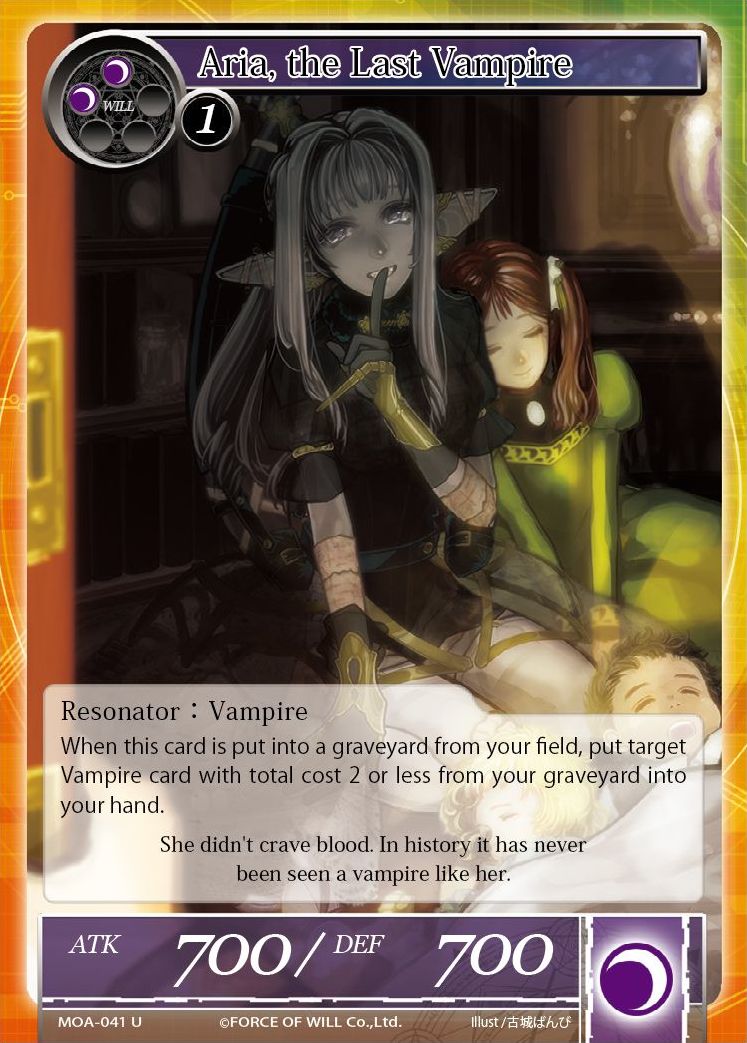 Aria, the Last Vampire
WILL
1
Resonator : Vampire
When this card is put into a graveyard from your field, put target
Vampire card with total cost 2 or less from your graveyard into
your hand.
She didn't crave blood. In history it has never
been seen a vampire like her.
ATK 700 / DEF 700
MOA-041 U ©FORCE OF WILL Co.,Ltd. Illust/古城ぱんび